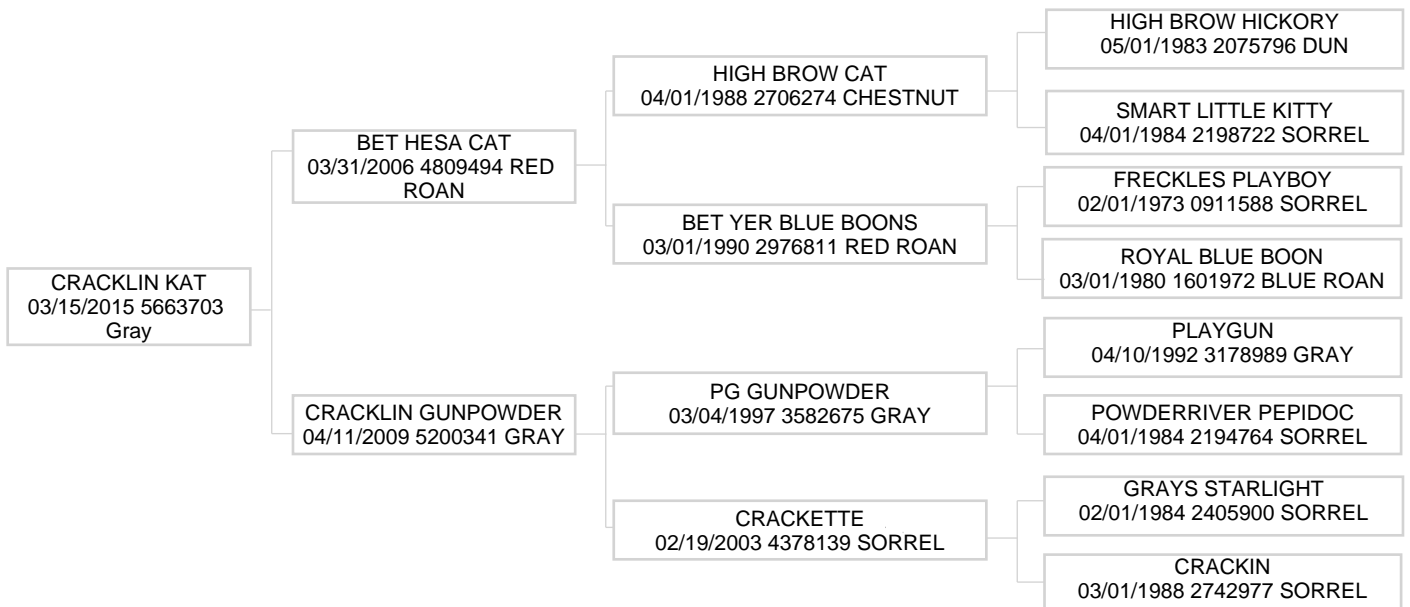 HIGH BROW HICKORY
05/01/1983 2075796 DUN
HIGH BROW CAT
04/01/1988 2706274 CHESTNUT
SMART LITTLE KITTY
04/01/1984 2198722 SORREL
BET HESA CAT
03/31/2006 4809494 RED
ROAN
FRECKLES PLAYBOY
02/01/1973 0911588 SORREL
BET YER BLUE BOONS
03/01/1990 2976811 RED ROAN
ROYAL BLUE BOON
03/01/1980 1601972 BLUE ROAN
CRACKLIN KAT
03/15/2015 5663703
Gray
PLAYGUN
04/10/1992 3178989 GRAY
PG GUNPOWDER
03/04/1997 3582675 GRAY
POWDERRIVER PEPIDOC
04/01/1984 2194764 SORREL
CRACKLIN GUNPOWDER
04/11/2009 5200341 GRAY
GRAYS STARLIGHT
02/01/1984 2405900 SORREL
CRACKETTE
02/19/2003 4378139 SORREL
CRACKIN
03/01/1988 2742977 SORREL